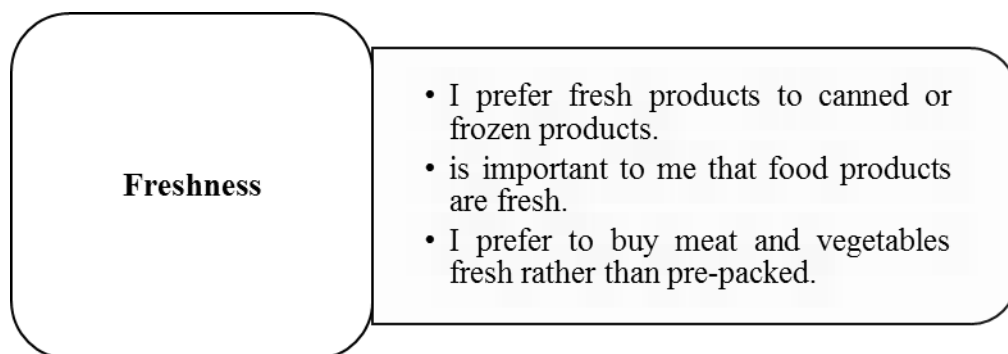 Freshness
• I prefer fresh products to canned or
frozen products.
• is important to me that food products
are fresh.
• I prefer to buy meat and vegetables
fresh rather than pre-packed.